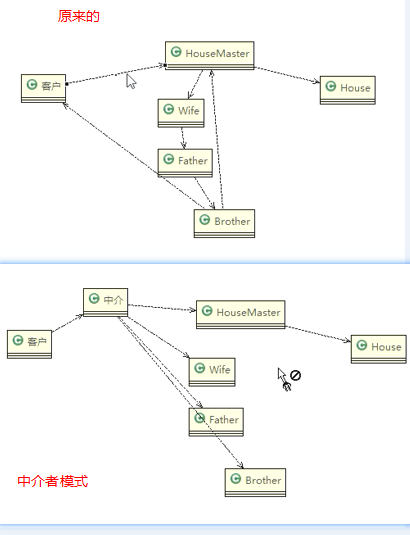 原来的
HouseMaster
客户
House
Wife
Father
Brother
中介
HouseMaster
客户
House
Wife
Father
Brother
中介者模式